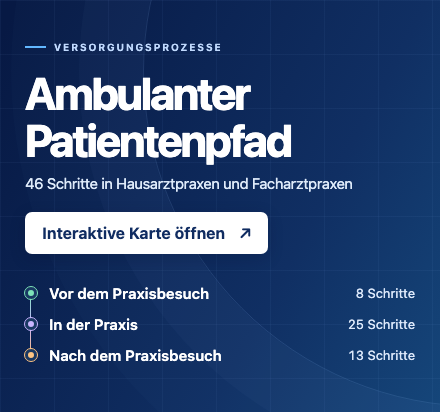 VERSORGUNGSPROZESSE
Ambulanter
Patientenpfad
46 Schritte in Hausarztpraxen und Facharztpraxen
Interaktive Karte öffnen ↗
Vor dem Praxisbesuch 8 Schritte
In der Praxis 25 Schritte
Nach dem Praxisbesuch 13 Schritte